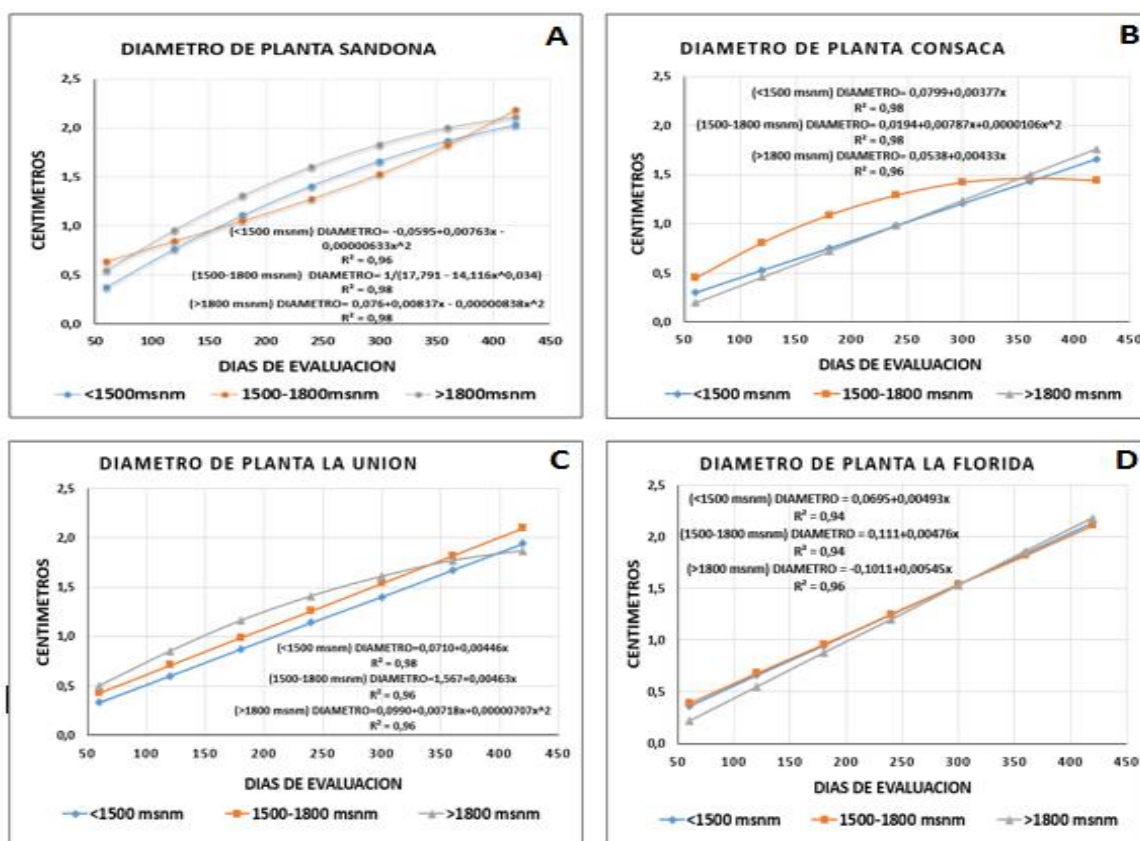 A
DIAMETRO DE PLANTA SANDONA
2,5
2,0
1,5
1,0
0,5
0,0
CENTIMETROS
(<1500 msnm) DIAMETRO= -0,0595+0,00763x -
0,00000633x^2
R² = 0,96
(1500-1800 msnm) DIAMETRO= 1/(17,791 - 14,116x^0,034)
R² = 0,98
(>1800 msnm) DIAMETRO= 0,076+0,00837x - 0,00000838x^2
R² = 0,98
50 100 150 200 250 300 350 400 450
DIAS DE EVALUACION
<1500msnm 1500-1800msnm >1800msnm
B
DIAMETRO DE PLANTA CONSACA
2,5
2,0
1,5
1,0
0,5
0,0
CENTIMETROS
(<1500 msnm) DIAMETRO= 0,0799+0,00377x
R² = 0,98
(1500-1800 msnm) DIAMETRO= 0,0194+0,00787x+0,0000106x^2
R² = 0,98
(>1800 msnm) DIAMETRO= 0,0538+0,00433x
R² = 0,96
50 100 150 200 250 300 350 400 450
DIAS DE EVALUACION
<1500 msnm 1500-1800 msnm >1800 msnm
C
DIAMETRO DE PLANTA LA UNION
2,5
2,0
1,5
1,0
0,5
0,0
CENTIMETROS
(<1500 msnm) DIAMETRO=0,0710+0,00446x
R² = 0,98
(1500-1800 msnm) DIAMETRO=1,567+0,00463x
R² = 0,96
(>1800 msnm) DIAMETRO=0,0990+0,00718x+0,00000707x^2
R² = 0,96
50 100 150 200 250 300 350 400 450
DIAS DE EVALUACION
<1500 msnm 1500-1800 msnm >1800 msnm
D
DIAMETRO DE PLANTA LA FLORIDA
2,5
2,0
1,5
1,0
0,5
0,0
CENTIMETROS
(<1500 msnm) DIAMETRO = 0,0695+0,00493x
R² = 0,94
(1500-1800 msnm) DIAMETRO = 0,111+0,00476x
R² = 0,94
(>1800 msnm) DIAMETRO = -0,1011+0,00545x
R² = 0,96
50 100 150 200 250 300 350 400 450
DIAS DE EVALUACION
<1500 msnm 1500-1800 msnm >1800 msnm